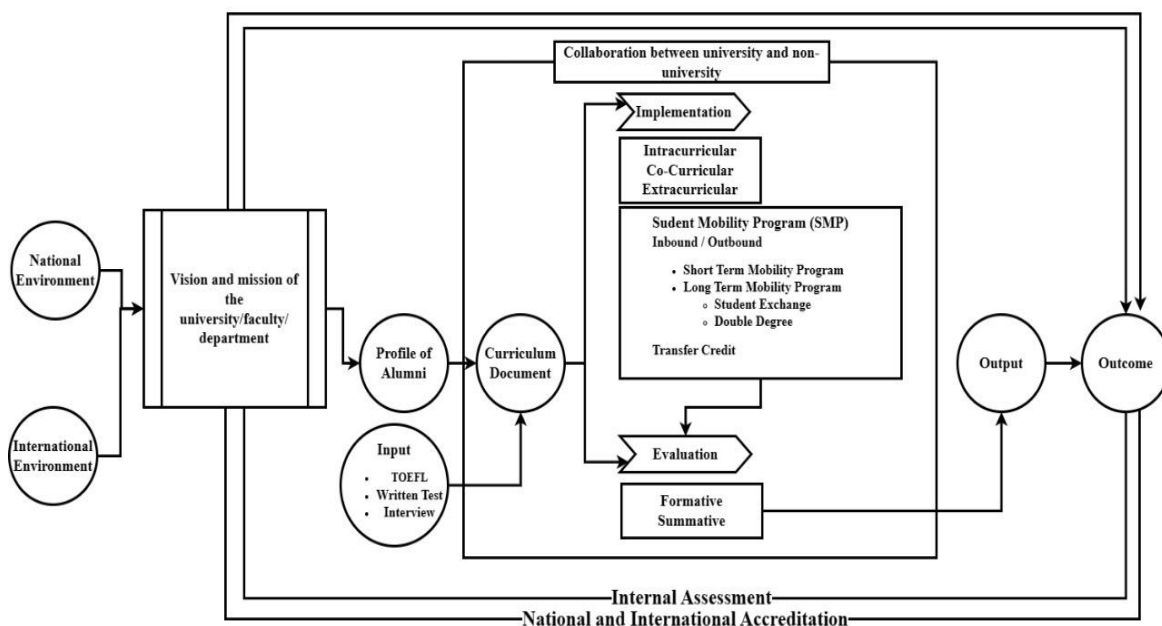 Collaboration between university and non-
university
Implementation
Intracurricular
Co-Curricular
Extracurricular
Sudent Mobility Program (SMP)
Inbound / Outbound
• Short Term Mobility Program
• Long Term Mobility Program
○ Student Exchange
○ Double Degree
Transfer Credit
National
Environment
Vision and mission of
the
university/faculty/
department
Profile of
Alumni
Curriculum
Document
Output
Outcome
International
Environment
Input
• TOEFL
• Written Test
• Interview
Evaluation
Formative
Summative
Internal Assessment
National and International Accreditation